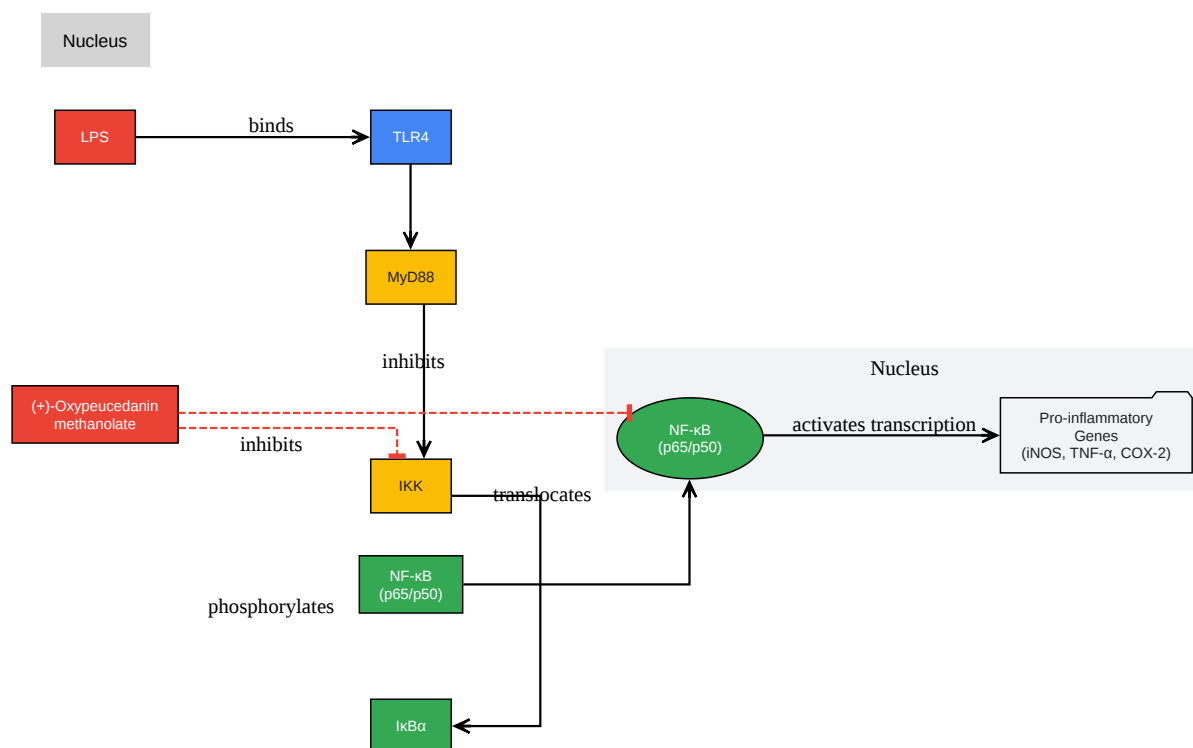 Nucleus
LPS
binds
TLR4
MyD88
inhibits
Nucleus
(+)-Oxypeucedanin
methanolate
inhibits
NF-κB
(p65/p50)
activates transcription
Pro-inflammatory
Genes
(iNOS, TNF-α, COX-2)
IKK
translocates
NF-κB
(p65/p50)
phosphorylates
IκBα